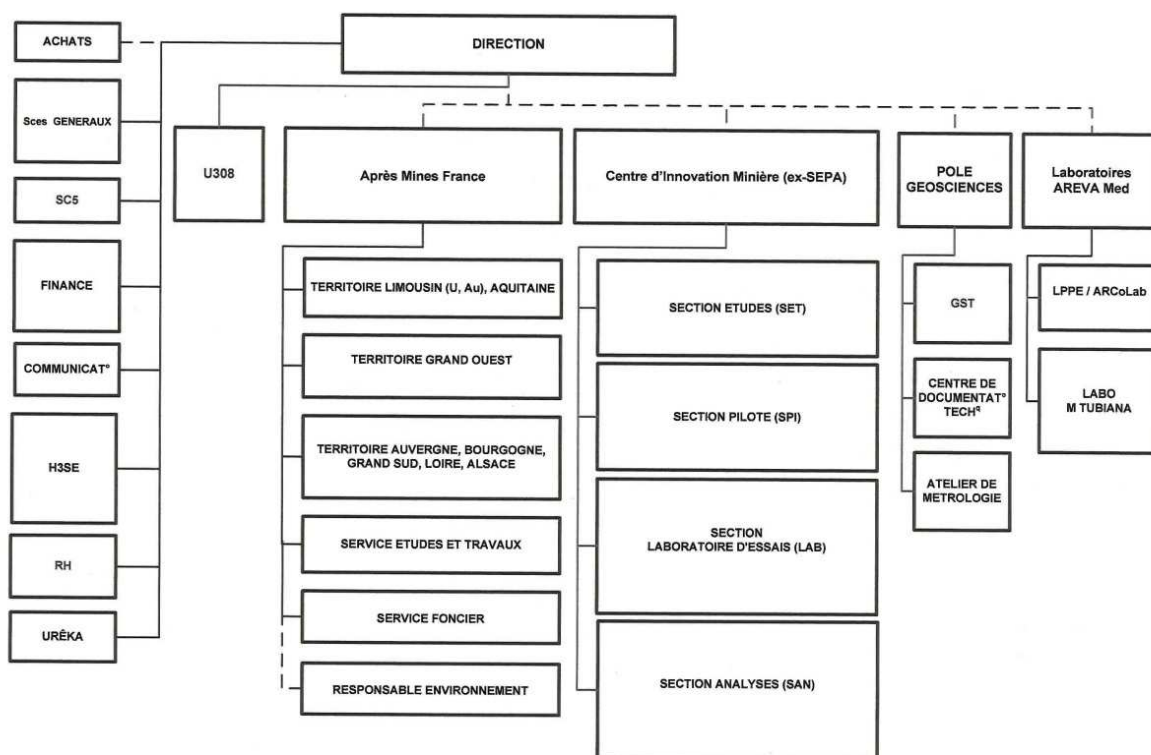 DIRECTION
ACHATS
Sces GENERAUX
SC5
FINANCE
COMMUNICAT°
H3SE
RH
URÊKA
U308
Après Mines France
TERRITOIRE LIMOUSIN (U, Au), AQUITAINE
TERRITOIRE GRAND OUEST
TERRITOIRE AUVERGNE, BOURGOGNE,
GRAND SUD, LOIRE, ALSACE
SERVICE ETUDES ET TRAVAUX
SERVICE FONCIER
RESPONSABLE ENVIRONNEMENT
Centre d'Innovation Minière (ex-SEPA)
SECTION ETUDES (SET)
SECTION PILOTE (SPI)
SECTION
LABORATOIRE D'ESSAIS (LAB)
SECTION ANALYSES (SAN)
POLE
GEOSCIENCES
GST
CENTRE DE
DOCUMENTAT°
TECHq
ATELIER DE
METROLOGIE
Laboratoires
AREVA Med
LPPE / ARCoLab
LABO
M TUBIANA